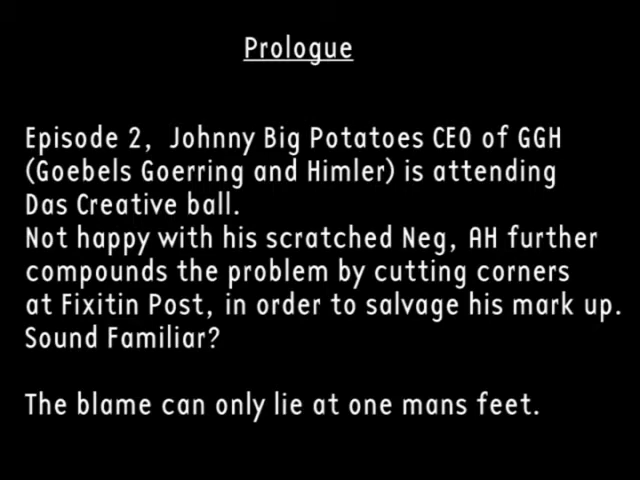 Prologue
Episode 2, Johnny Big Potatoes CEO of GGH
(Goebels Goerring and Himler) is attending
Das Creative ball.
Not happy with his scratched Neg, AH further
compounds the problem by cutting corners
at Fixitin Post, in order to salvage his mark up.
Sound Familiar?
The blame can only lie at one mans feet.